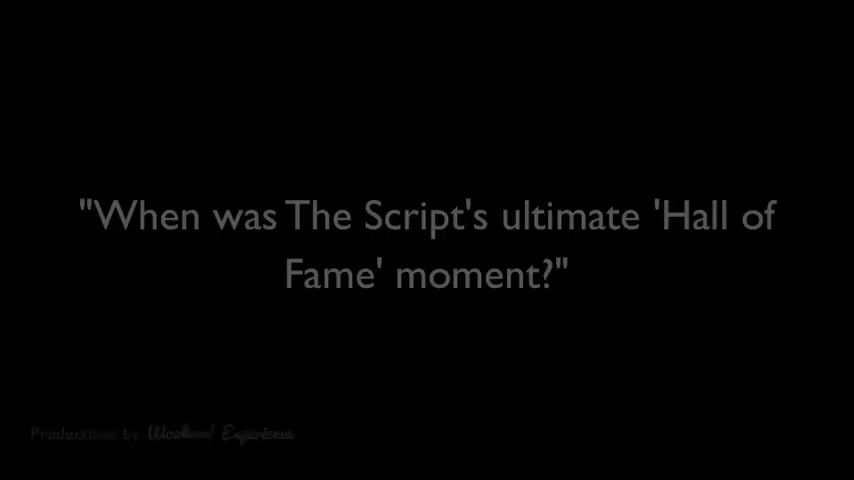 "When was The Script's ultimate 'Hall of
Fame' moment?"
Productions by